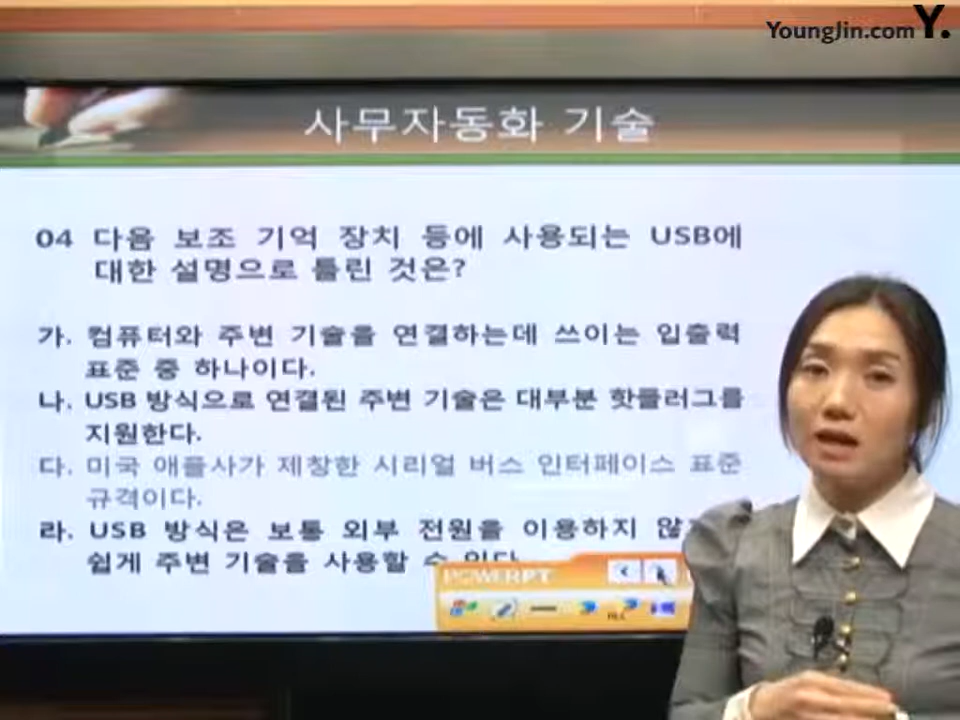 YoungJin.com Y.
사무자동화 기술
04 다음 보조 기억 장치 등에 사용되는 USB에
대한 설명으로 틀린 것은?
가. 컴퓨터와 주변 기술을 연결하는데 쓰이는 입출력
표준 중 하나이다.
나. USB 방식으로 연결된 주변 기술은 대부분 핫플러그를
지원한다.
다. 미국 애플사가 제창한 시리얼 버스 인터페이스 표준
규격이다.
라. USB 방식은 보통 외부 전원을 이용하지 않
쉽게 주변 기술을 사용할 수 있다.
POWERPT
ALL